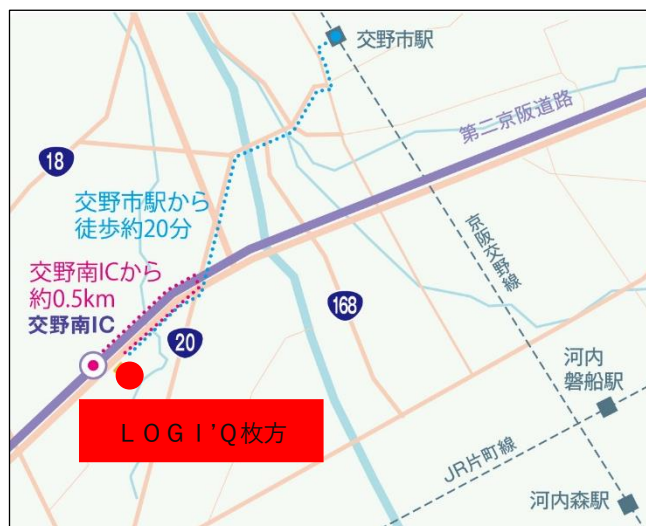 交野市駅
第二京阪道路
18
交野市駅から
徒歩約20分
京阪交野線
交野南ICから
約0.5km
交野南IC
168
20
河内
磐船駅
LOGI'Q枚方
JR片町線
河内森駅